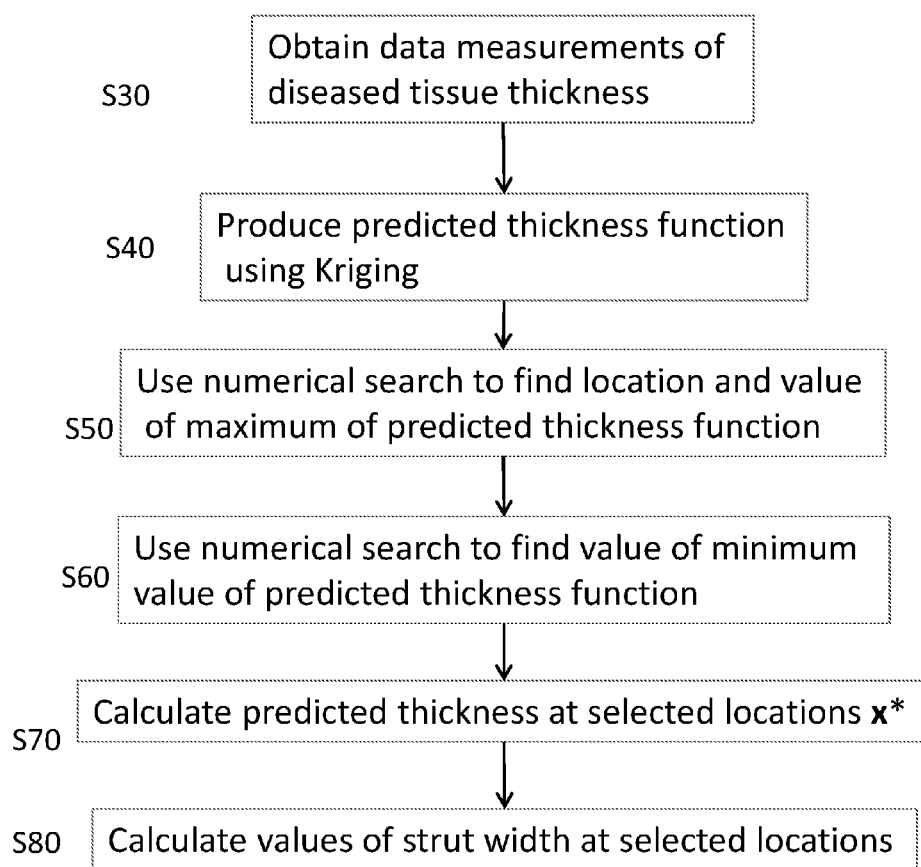 Obtain data measurements of
diseased tissue thickness
S30
Produce predicted thickness function
using Kriging
S40
Use numerical search to find location and value
of maximum of predicted thickness function
S50
Use numerical search to find value of minimum
value of predicted thickness function
S60
Calculate predicted thickness at selected locations x*
S70
Calculate values of strut width at selected locations
S80